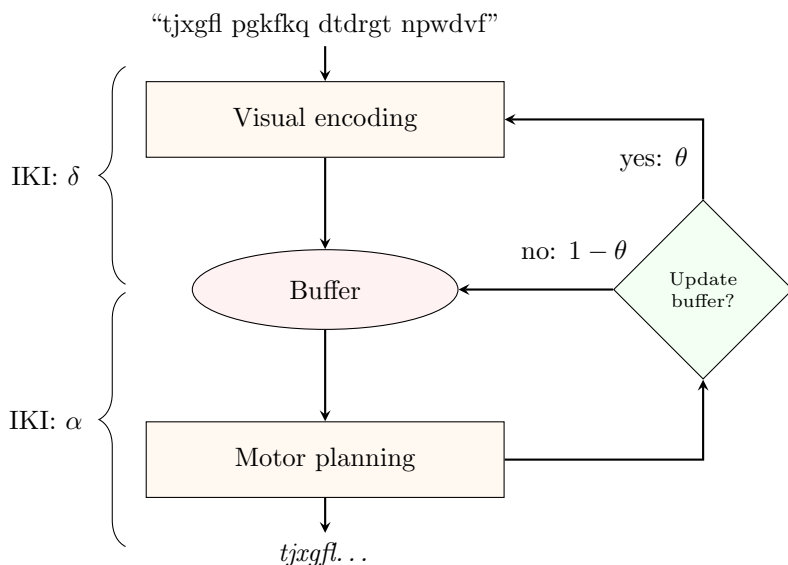 “tjxgfl pgkfkq dtdrgt npwdvf”
Visual encoding
yes: θ
IKI: δ
no: 1 − θ
Update
buffer?
Buffer
IKI: α
Motor planning
tjxgfl...